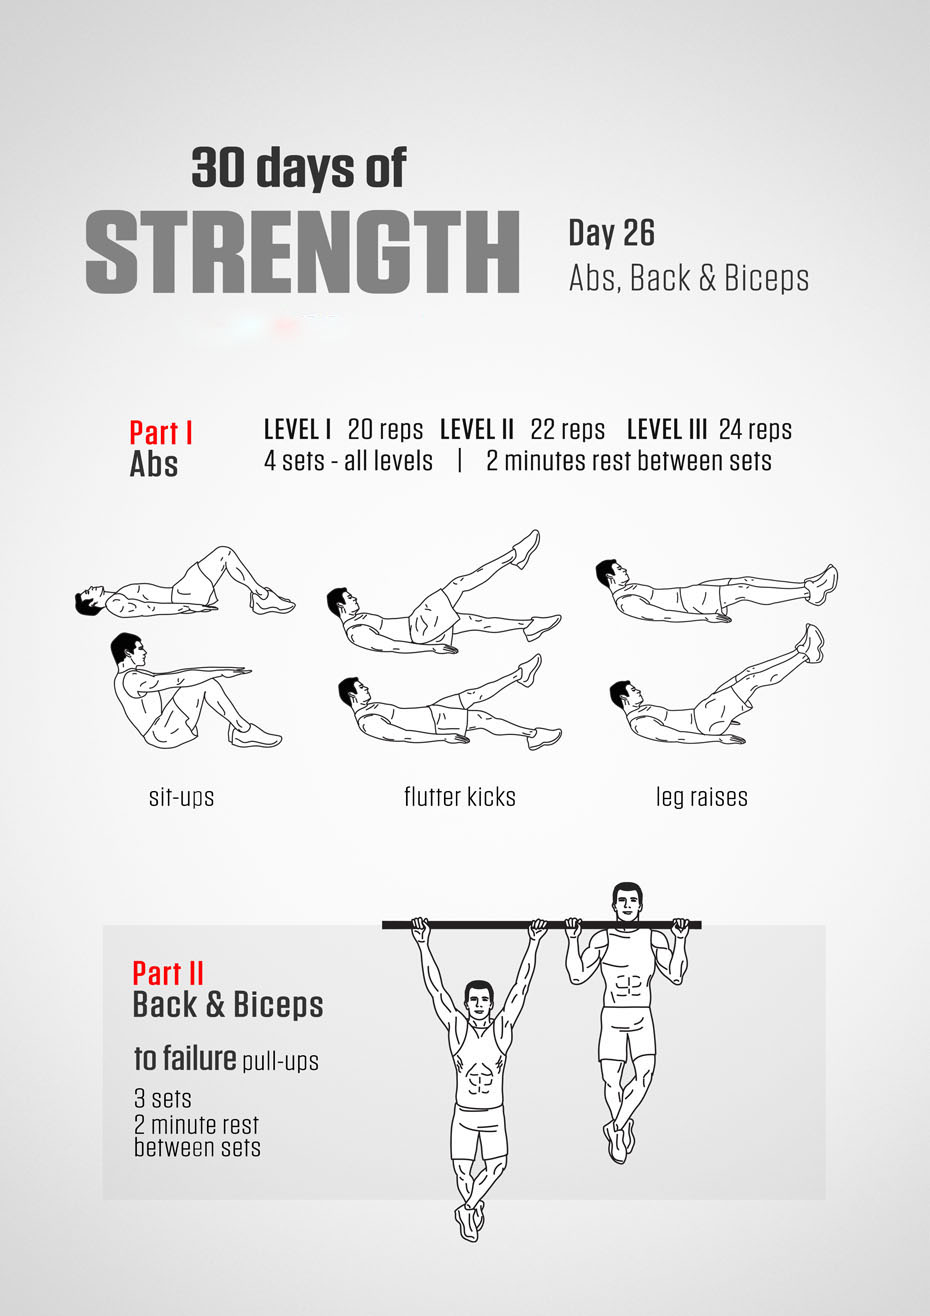 30 days of
STRENGTH
Day 26
Abs, Back & Biceps
Part I
Abs
LEVEL I 20 reps LEVEL II 22 reps LEVEL III 24 reps
4 sets - all levels | 2 minutes rest between sets
sit-ups
flutter kicks
leg raises
Part II
Back & Biceps
to failure pull-ups
3 sets
2 minute rest
between sets